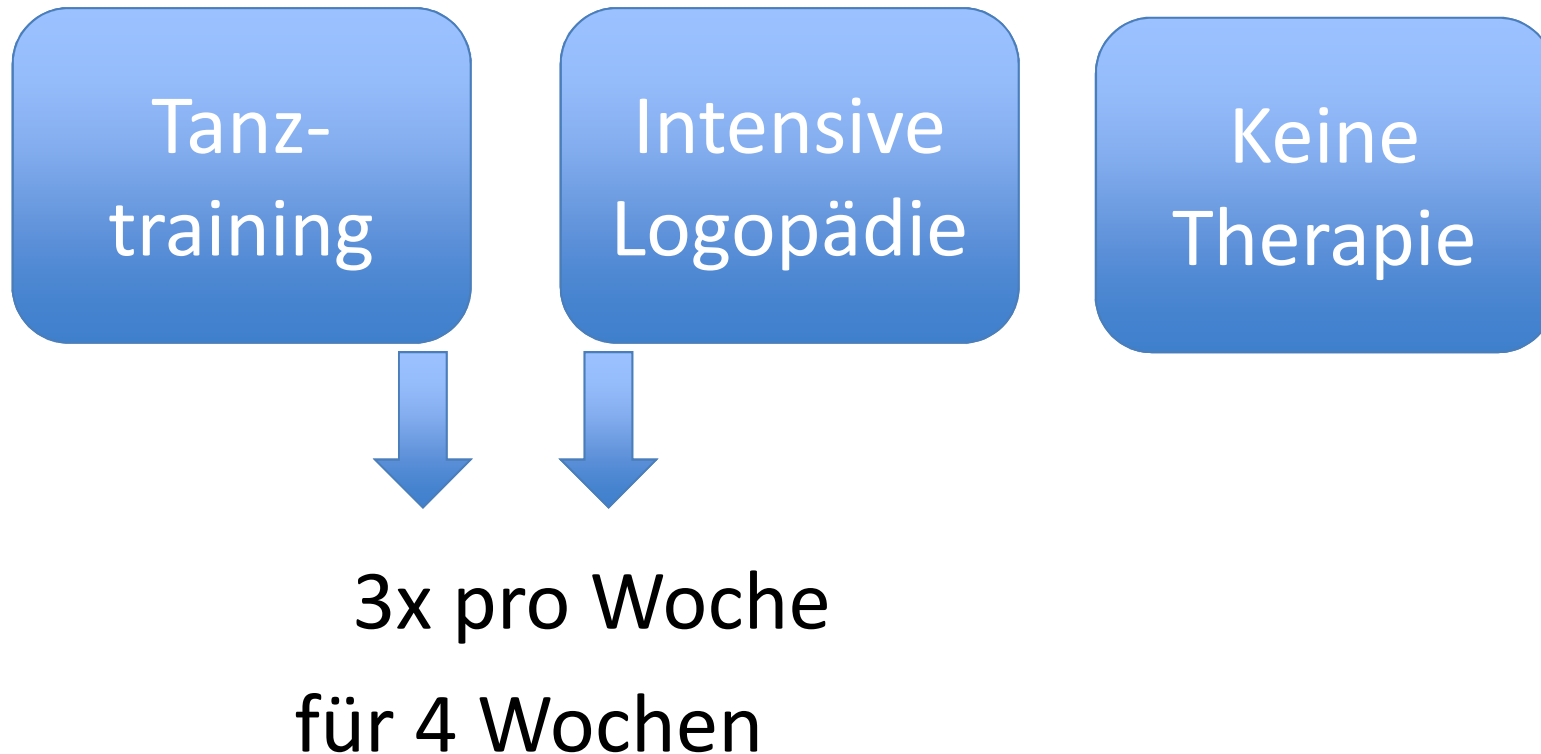 Tanz-
training
Intensive
Logopädie
Keine
Therapie
3x pro Woche
für 4 Wochen